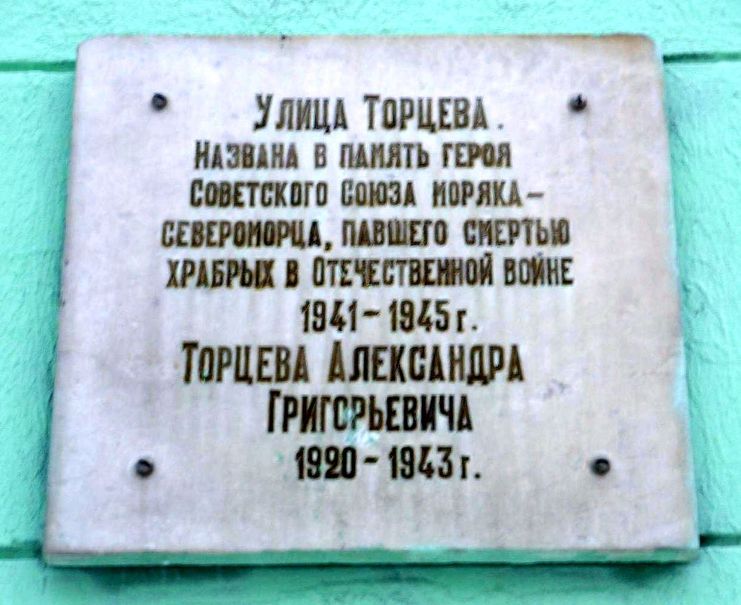 Улица Торцева.
названа в память героя
Советского Союза моряка-
североморца, павшего смертью
храбрых в Отечественной войне
1941-1945 г.
Торцева Александра
Григорьевича
1920-1943 г.